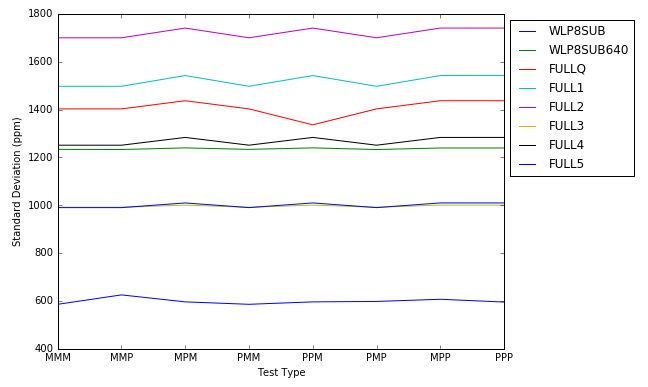 1800
1600
1400
1200
1000
800
600
400
Standard Deviation (ppm)
MMM MMP MPM PMM PPM PMP MPP PPP
Test Type
WLP8SUB
WLP8SUB640
FULLQ
FULL1
FULL2
FULL3
FULL4
FULL5